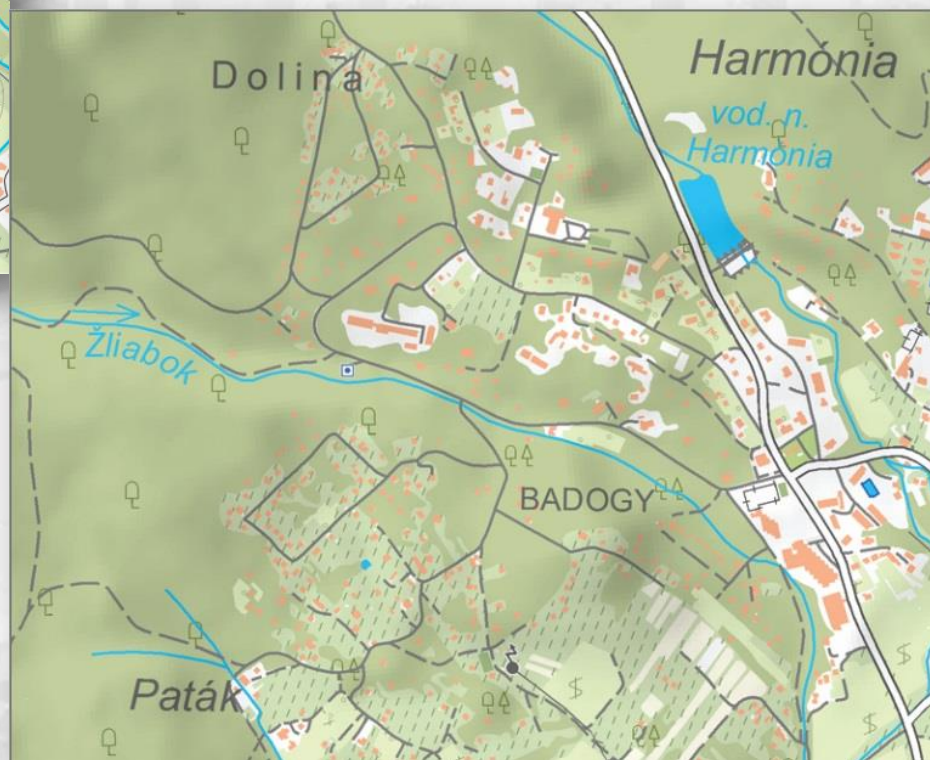 Dolina
Harmónia
vod. n.
Harmónia
Žliabok
BADOGY
Paták